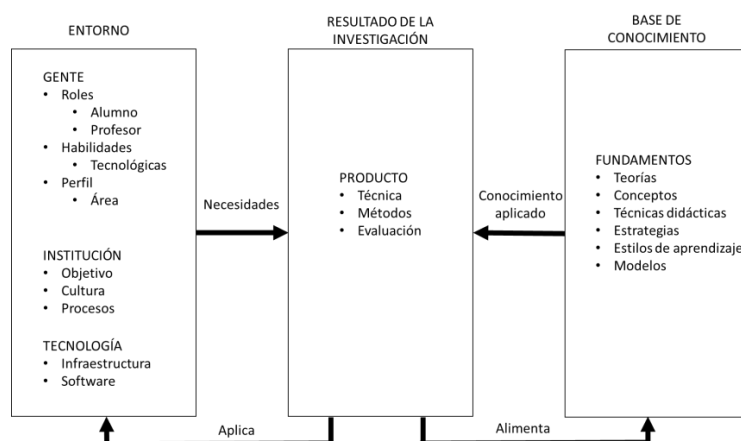 ENTORNO
GENTE
• Roles
• Alumno
• Profesor
• Habilidades
• Tecnológicas
• Perfil
• Área
INSTITUCIÓN
• Objetivo
• Cultura
• Procesos
TECNOLOGÍA
• Infraestructura
• Software
Necesidades
RESULTADO DE LA
INVESTIGACIÓN
PRODUCTO
• Técnica
• Métodos
• Evaluación
Conocimiento
aplicado
BASE DE
CONOCIMIENTO
FUNDAMENTOS
• Teorías
• Conceptos
• Técnicas didácticas
• Estrategias
• Estilos de aprendizaje
• Modelos
Aplica
Alimenta